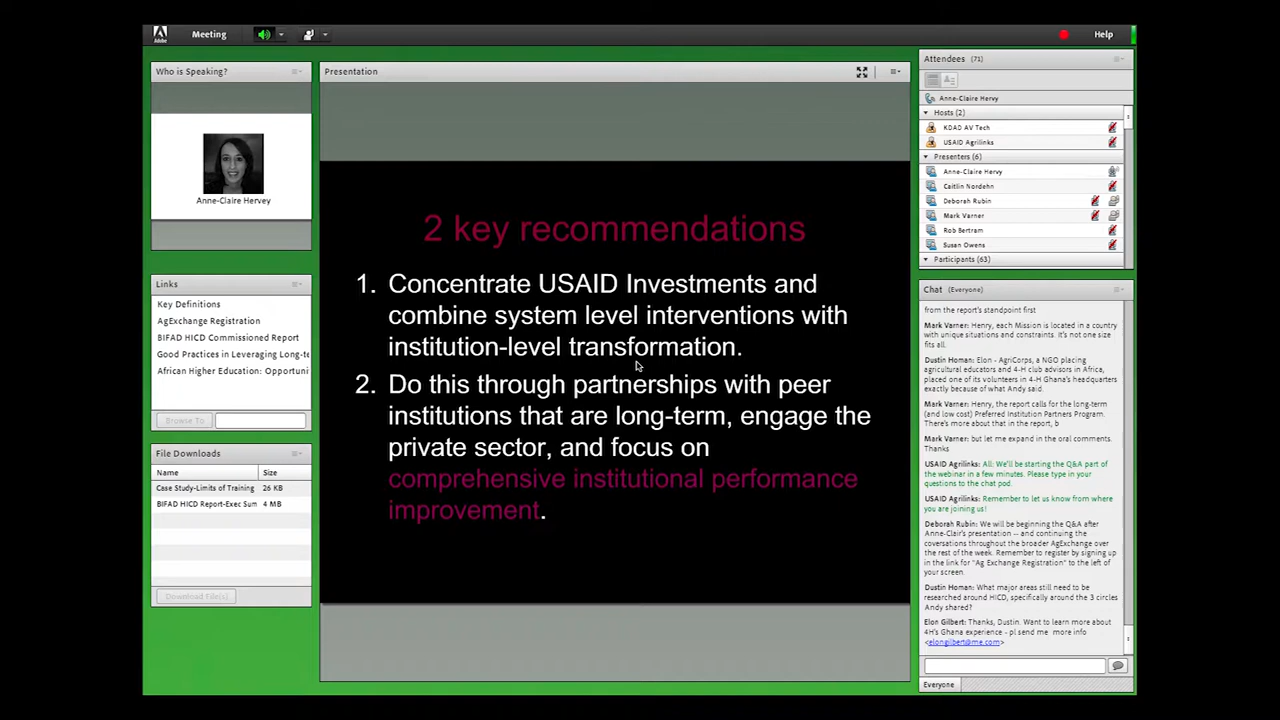 Adobe
Meeting
Help
Who is Speaking?
Anne-Claire Hervey
Links
Key Definitions
AgExchange Registration
BIFAD HICD Commissioned Report
Good Practices in Leveraging Long-te
African Higher Education: Opportuni
Browse To
File Downloads
Name Size
Case Study-Limits of Training 26 KB
BIFAD HICD Report-Exec Sum 4 MB
Download File(s)
Presentation
2 key recommendations
1. Concentrate USAID Investments and
combine system level interventions with
institution-level transformation.
2. Do this through partnerships with peer
institutions that are long-term, engage the
private sector, and focus on
comprehensive institutional performance
improvement.
Attendees (71)
Anne-Claire Hervy
Hosts (2)
KDAD AV Tech
USAID Agrilinks
Presenters (6)
Anne-Claire Hervy
Caitlin Nordehn
Deborah Rubin
Mark Varner
Rob Bertram
Susan Owens
Participants (63)
Chat (Everyone)
from the report's standpoint first
Mark Varner: Henry, each Mission is located in a country
with unique situations and constraints. it's not one size
fits all.
Dustin Homan: Elon - AgriCorps, a NGO placing
agricultural educators and 4-H club advisors in Africa,
placed one of its volunteers in 4-H Ghana's headquarters
exactly because of what Andy said.
Mark Varner: Henry, the report calls for the long-term
(and low cost) Preferred Institution Partners Program.
There's more about that in the report, b
Mark Varner: but let me expand in the oral comments.
Thanks
USAID Agrilinks: All: We'll be starting the Q&A part of
the webinar in a few minutes. Please type in your
questions to the chat pod.
USAID Agrilinks: Remember to let us know from where
you are joining us!
Deborah Rubin: We will be beginning the Q&A after
Anne-Clair's presentation -- and continuing the
coversations throughout the broader AgExchange over
the rest of the week. Remember to register by signing up
in the link for "Ag Exchange Registration" to the left of
your screen.
Dustin Homan: What major areas still need to be
researched around HICD, specifically around the 3 circles
Andy shared?
Elon Gilbert: Thanks, Dustin. Want to learn more about
4H's Ghana experience - pl send me more info
<elongilbert@me.com>
Everyone